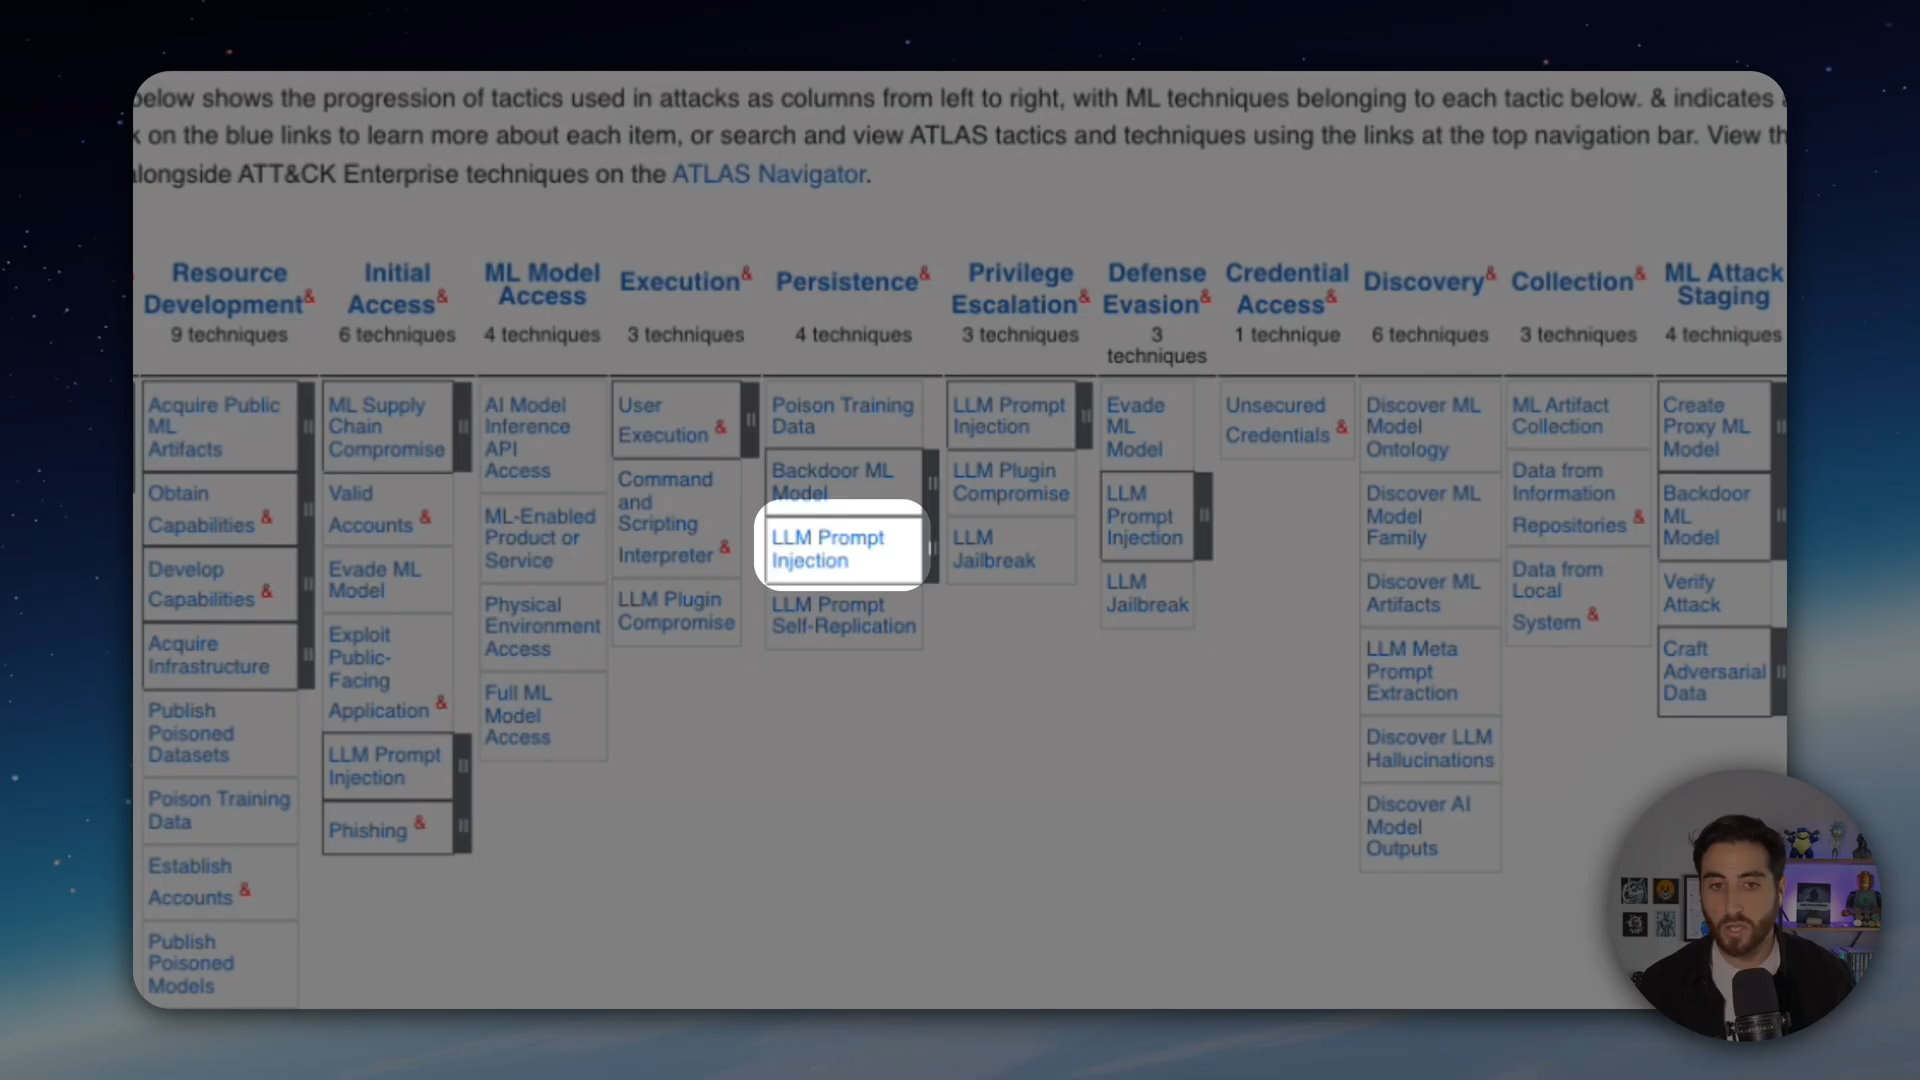 below shows the progression of tactics used in attacks as columns from left to right, with ML techniques belonging to each tactic below. & indicates
on the blue links to learn more about each item, or search and view ATLAS tactics and techniques using the links at the top navigation bar. View
alongside ATT&CK Enterprise techniques on the ATLAS Navigator.
Resource
Development&
9 techniques
Acquire Public
ML
Artifacts
Obtain
Capabilities &
Develop
Capabilities &
Acquire
Infrastructure
Publish
Poisoned
Datasets
Poison Training
Data
Establish
Accounts &
Publish
Poisoned
Models
Initial
Access&
6 techniques
ML Supply
Chain
Compromise
Valid
Accounts &
Evade ML
Model
Exploit
Public-
Facing
Application &
LLM Prompt
Injection
Phishing &
ML Model
Access
4 techniques
AI Model
Inference
API
Access
ML-Enabled
Product or
Service
Physical
Environment
Access
Full ML
Model
Access
Execution&
3 techniques
User
Execution &
Command
and
Scripting
Interpreter &
LLM Plugin
Compromise
Persistence&
4 techniques
Poison Training
Data
Backdoor ML
Model
LLM Prompt
Injection
LLM Prompt
Self-Replication
Privilege
Escalation&
3 techniques
LLM Prompt
Injection
LLM Plugin
Compromise
LLM
Jailbreak
Defense
Evasion&
3
techniques
Evade
ML
Model
LLM
Prompt
Injection
LLM
Jailbreak
Credential
Access&
1 technique
Unsecured
Credentials &
Discovery&
6 techniques
Discover ML
Model
Ontology
Discover ML
Model
Family
Discover ML
Artifacts
LLM Meta
Prompt
Extraction
Discover LLM
Hallucinations
Discover AI
Model
Outputs
Collection&
3 techniques
ML Artifact
Collection
Data from
Information
Repositories &
Data from
Local
System &
ML Attack
Staging
4 techniques
Create
Proxy ML
Model
Backdoor
ML
Model
Verify
Attack
Craft
Adversarial
Data